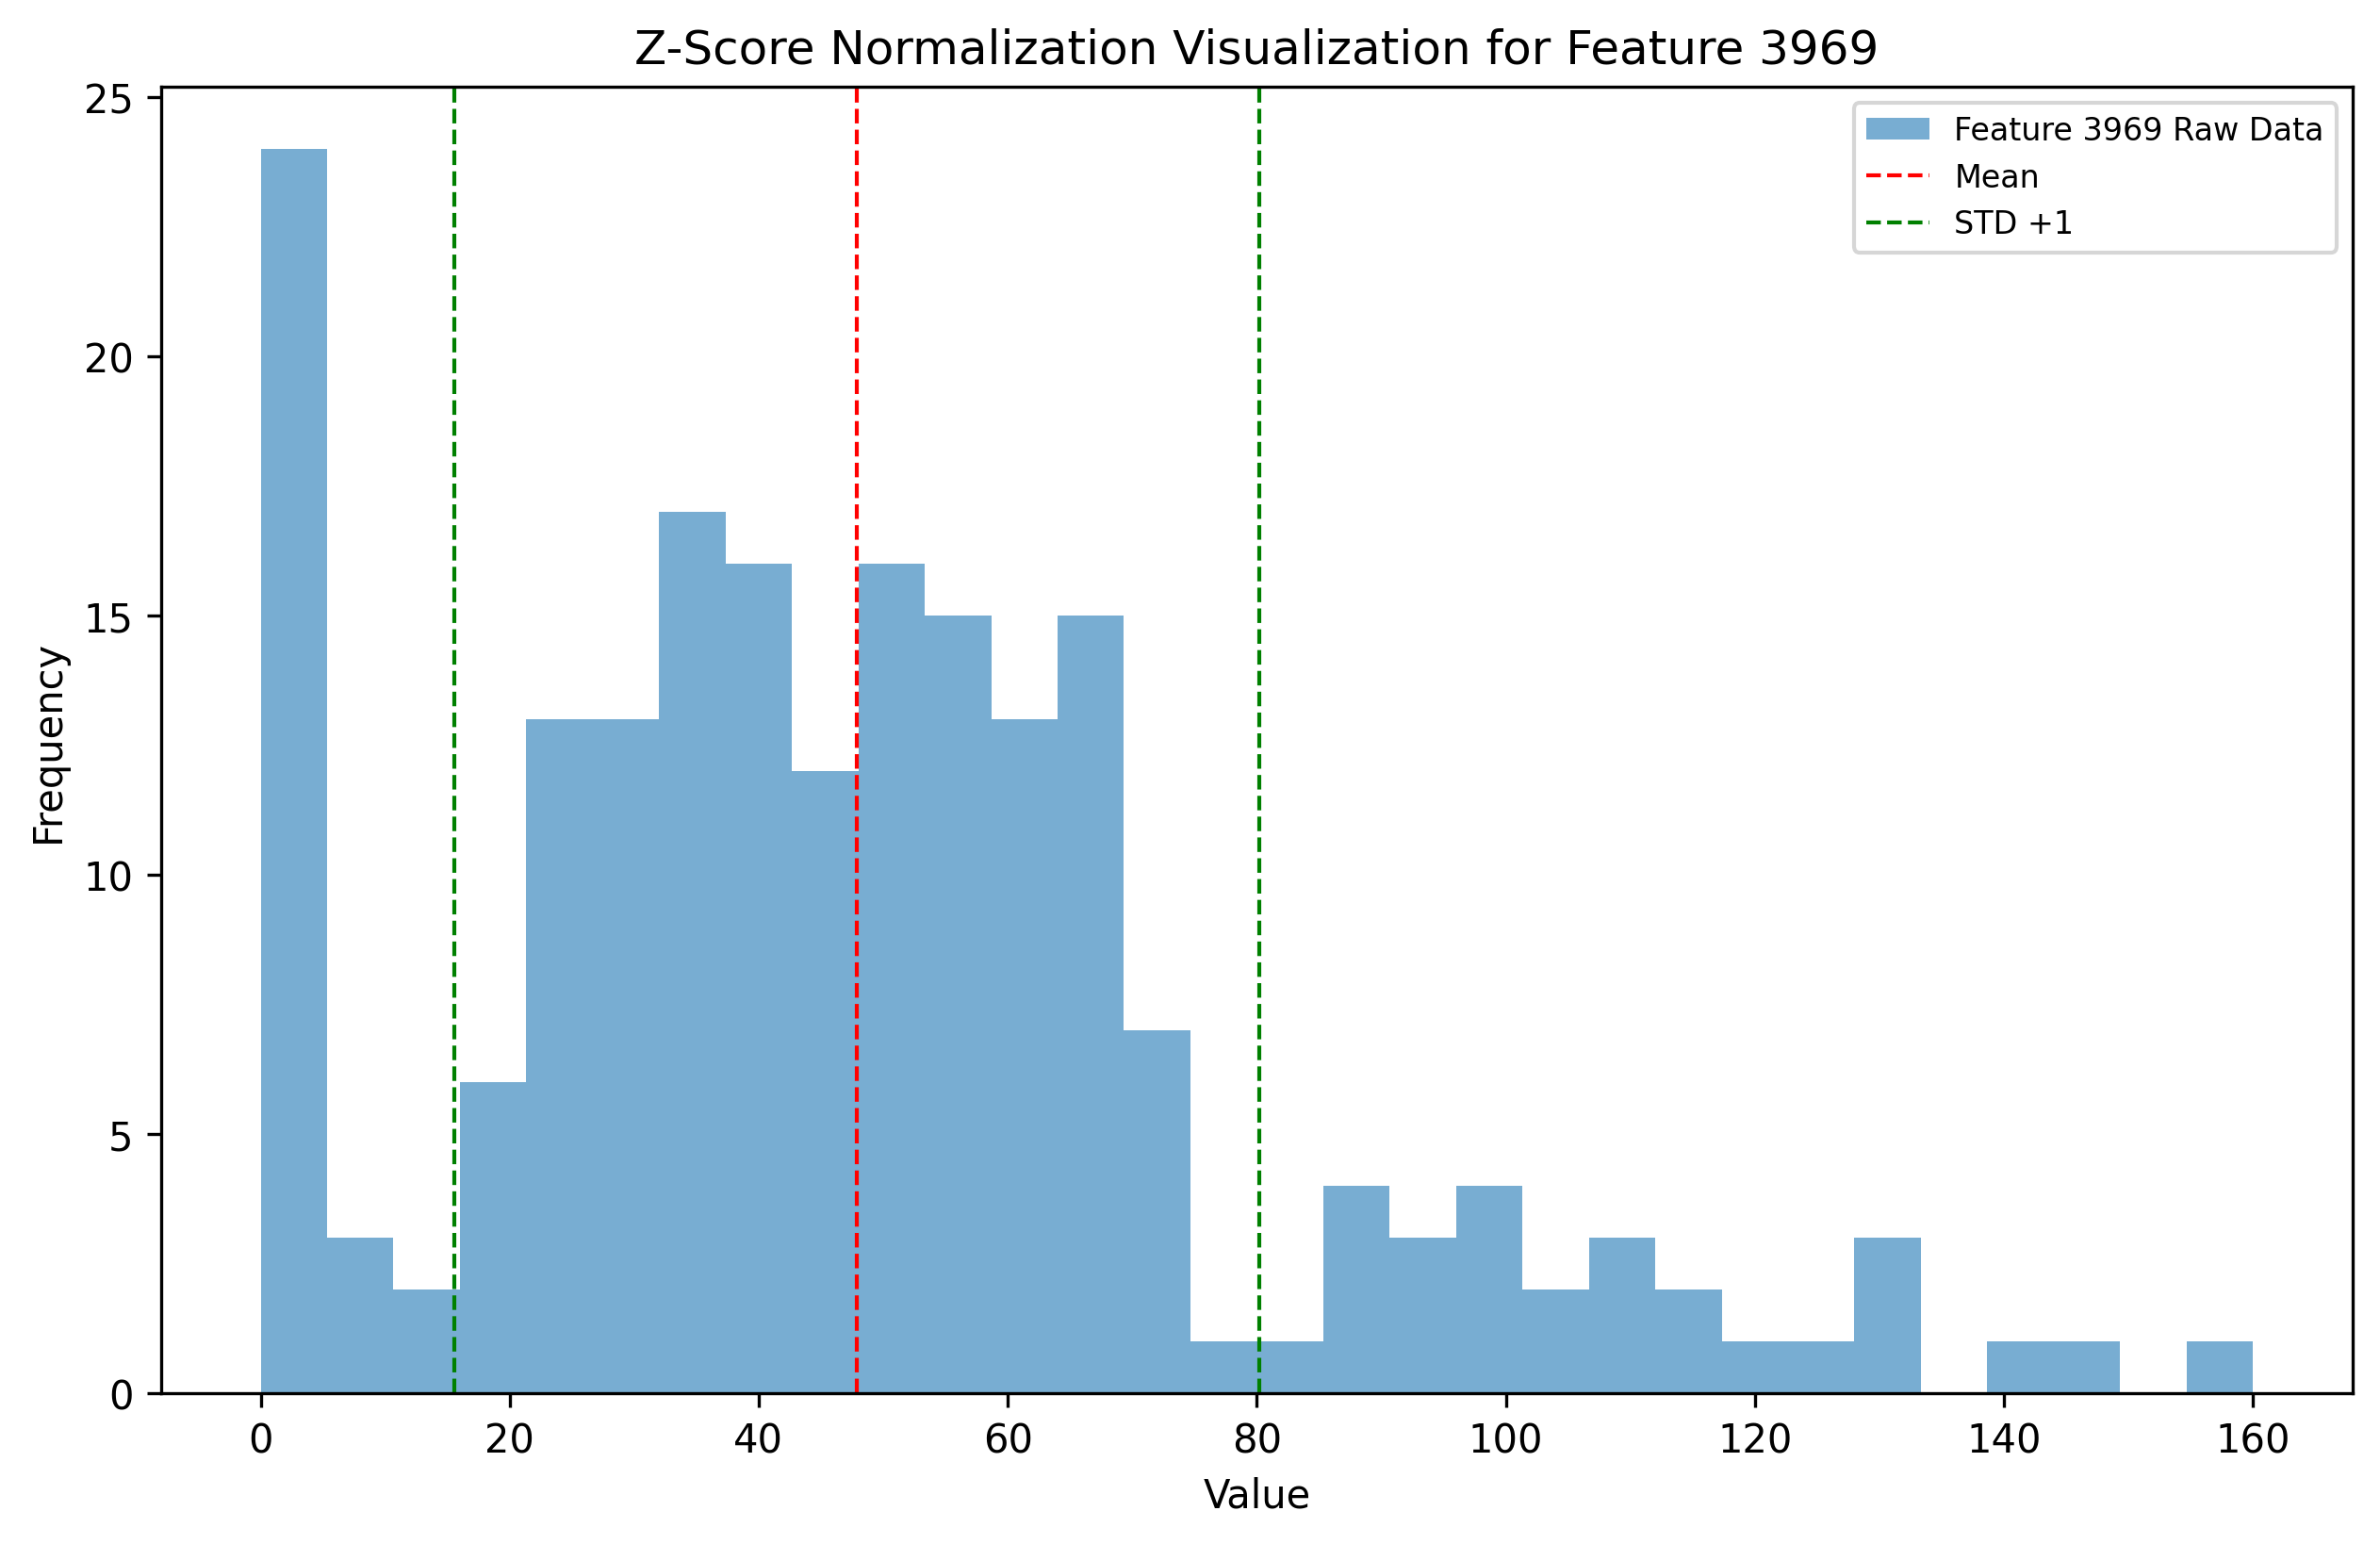 Z-Score Normalization Visualization for Feature 3969
Feature 3969 Raw Data
Mean
STD +1
25
20
15
10
5
0
Frequency
0 20 40 60 80 100 120 140 160
Value